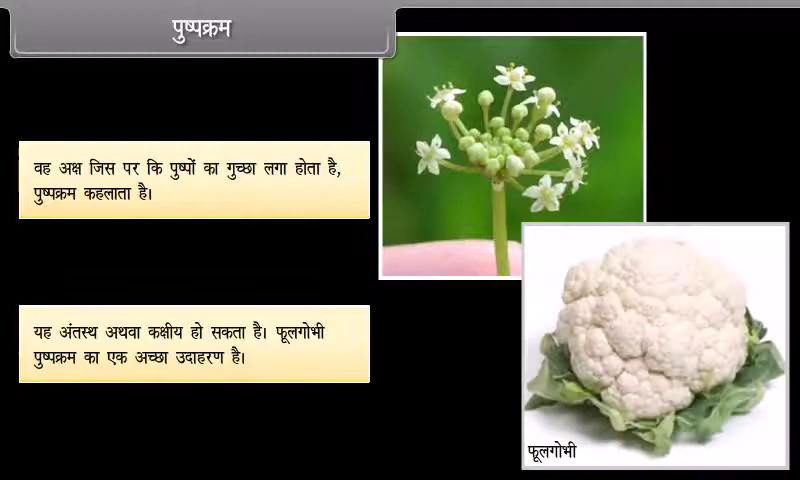 पुष्पक्रम
वह अक्ष जिस पर कि पुष्पों का गुच्छा लगा होता है,
पुष्पक्रम कहलाता है।
यह अंतस्थ अथवा कक्षीय हो सकता है। फूलगोभी
पुष्पक्रम का एक अच्छा उदाहरण है।
फूलगोभी